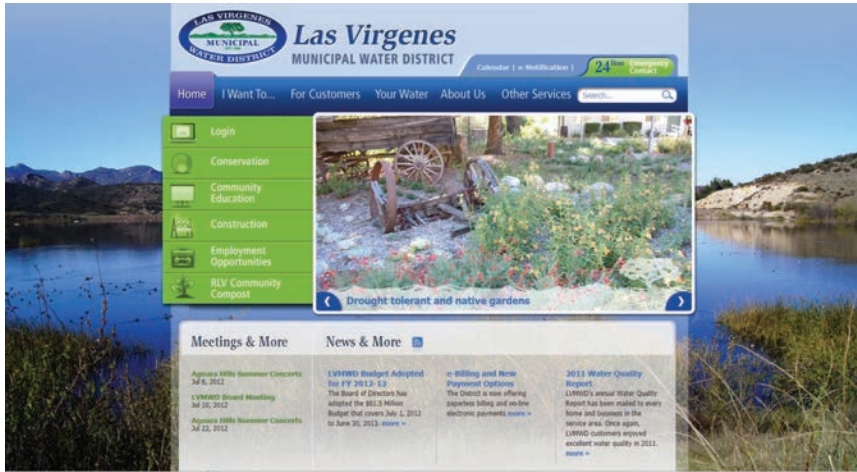 LAS VIRGENES
MUNICIPAL
WATER DISTRICT
Las Virgenes
MUNICIPAL WATER DISTRICT
Calendar | e-Notification |
24 Hour Emergency
Contact
Home I Want To... For Customers Your Water About Us Other Services Search...
Login
Conservation
Community
Education
Construction
Employment
Opportunities
RLV Community
Compost
Drought tolerant and native gardens
Meetings & More
Agoura Hills Summer Concerts
Jul 8, 2012
LVMWD Board Meeting
Jul 10, 2012
Agoura Hills Summer Concerts
Jul 22, 2012
News & More
LVMWD Budget Adopted
for FY 2012-13
The Board of Directors has
adopted the $61.5 Million
Budget that covers July 1, 2012
to June 30, 2013. more »
e-Billing and New
Payment Options
The District is now offering
paperless billing and on-line
electronic payments more »
2011 Water Quality
Report
LVMWD's annual Water Quality
Report has been mailed to every
home and business in the
service area. Once again,
LVMWD customers enjoyed
excellent water quality in 2011.
more »